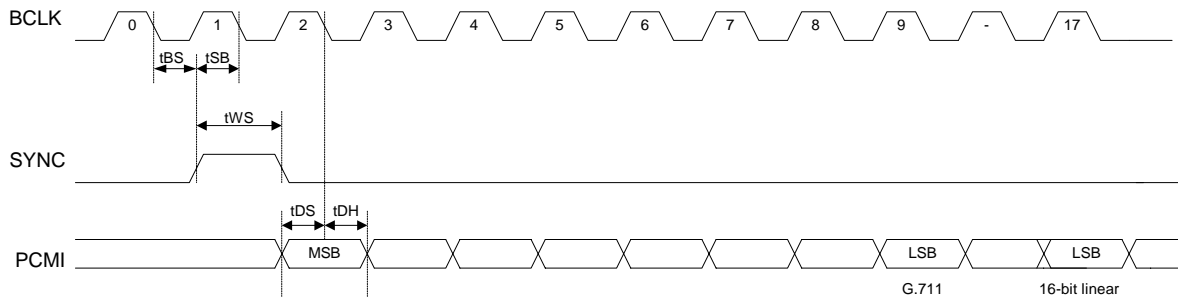 BCLK
0 1 2 3 4 5 6 7 8 9 - 17
tBS tSB
tWS
SYNC
tDS tDH
PCMI
MSB LSB LSB
G.711 16-bit linear